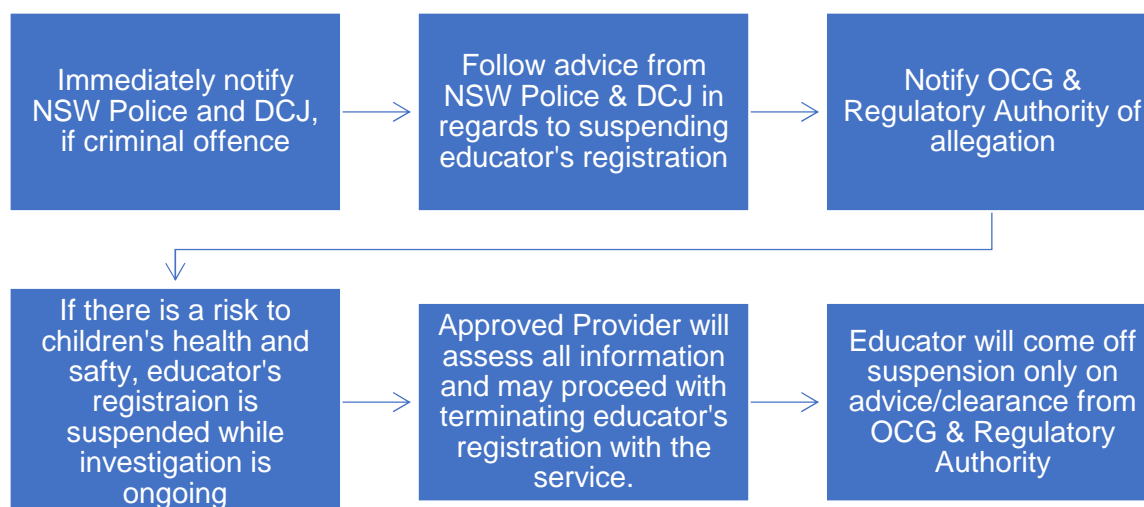 Immediately notify
NSW Police and DCJ,
if criminal offence
Follow advice from
NSW Police & DCJ in
regards to suspending
educator's registration
Notify OCG &
Regulatory Authority of
allegation
If there is a risk to
children's health and
safty, educator's
registraion is
suspended while
investigation is
ongoing
Approved Provider will
assess all information
and may proceed with
terminating educator's
registration with the
service.
Educator will come off
suspension only on
advice/clearance from
OCG & Regulatory
Authority